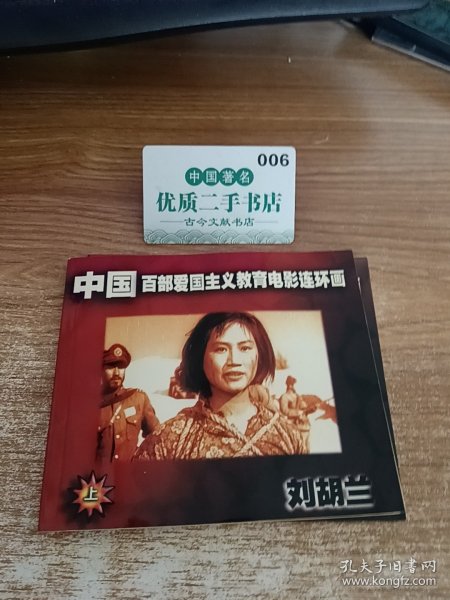 006
中国著名
优质二手书店
古今文献书店
中国 百部爱国主义教育电影连环画
上
刘胡兰
孔夫子旧书网
www.kongfz.com